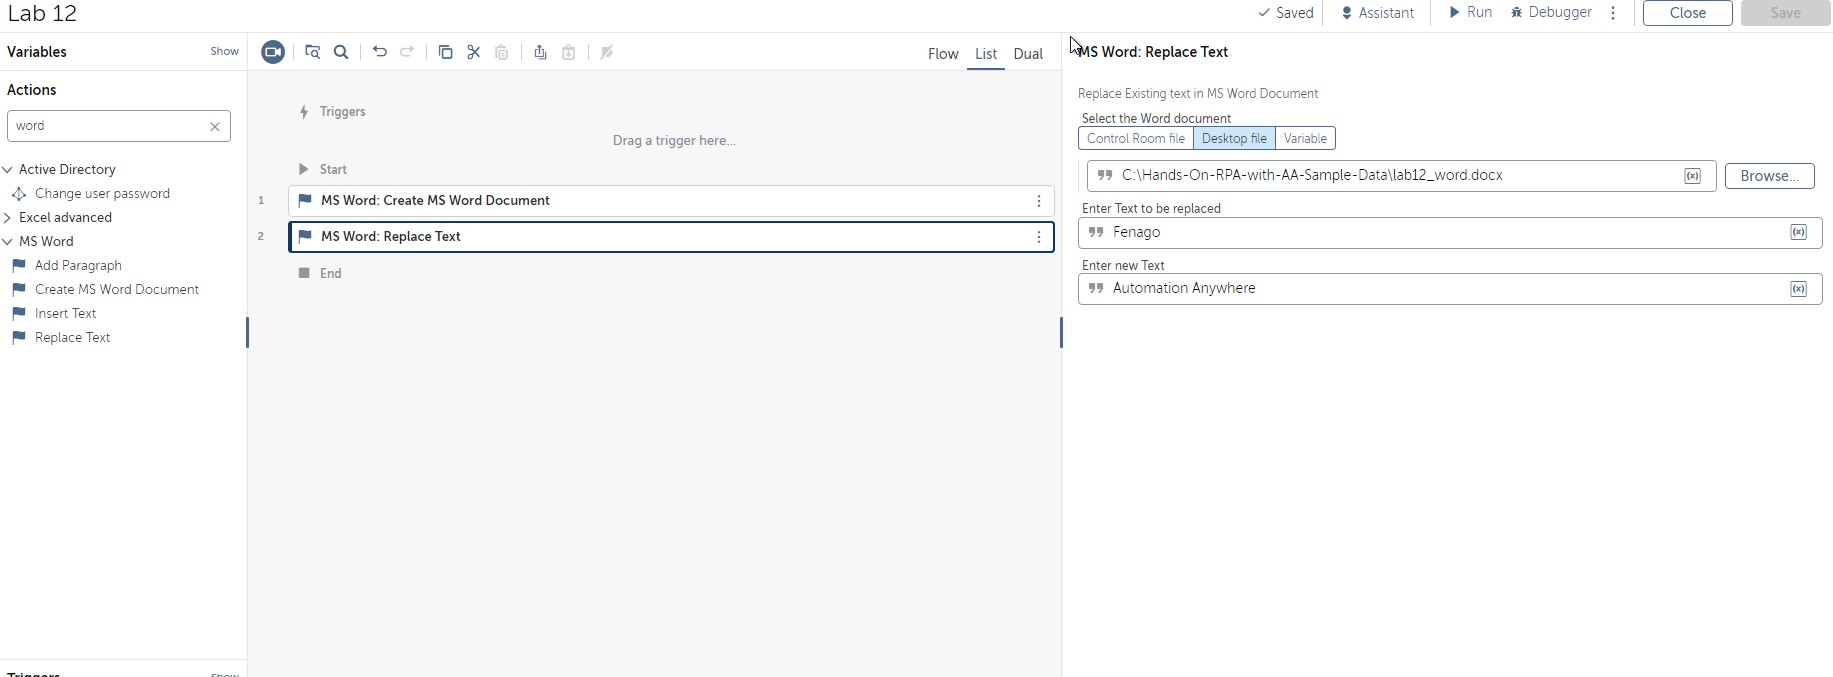 Lab 12
Saved
Assistant
Run
Debugger
Close
Save
Variables
Show
Actions
word
Active Directory
Change user password
Excel advanced
MS Word
Add Paragraph
Create MS Word Document
Insert Text
Replace Text
Triggers
Show
Flow
List
Dual
Triggers
Drag a trigger here...
Start
1 MS Word: Create MS Word Document
2 MS Word: Replace Text
End
MS Word: Replace Text
Replace Existing text in MS Word Document
Select the Word document
Control Room file
Desktop file
Variable
C:\Hands-On-RPA-with-AA-Sample-Data\lab12_word.docx
(x)
Browse...
Enter Text to be replaced
Fenago
(x)
Enter new Text
Automation Anywhere
(x)